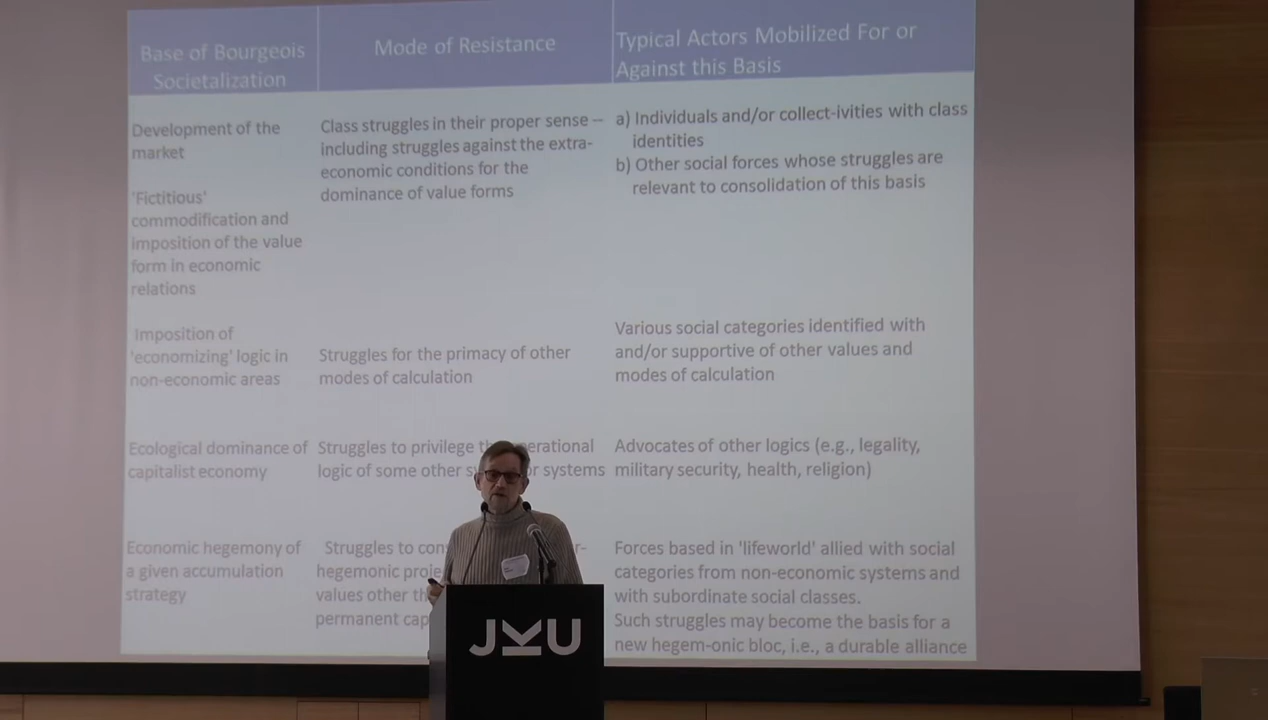 Base of Bourgeois
Societalization
Mode of Resistance
Typical Actors Mobilized For or
Against this Basis
Development of the
market
'Fictitious'
commodification and
imposition of the value
form in economic
relations
Class struggles in their proper sense –
including struggles against the extra-
economic conditions for the
dominance of value forms
a) Individuals and/or collect-ivities with class
identities
b) Other social forces whose struggles are
relevant to consolidation of this basis
Imposition of
'economizing' logic in
non-economic areas
Struggles for the primacy of other
modes of calculation
Various social categories identified with
and/or supportive of other values and
modes of calculation
Ecological dominance of
capitalist economy
Struggles to privilege erational
logic of some other or systems
Advocates of other logics (e.g., legality,
military security, health, religion)
Economic hegemony of
a given accumulation
strategy
Struggles to con r-
hegemonic proje
values other th
permanent cap
Forces based in 'lifeworld' allied with social
categories from non-economic systems and
with subordinate social classes.
Such struggles may become the basis for a
new hegem-onic bloc, i.e., a durable alliance
JKU